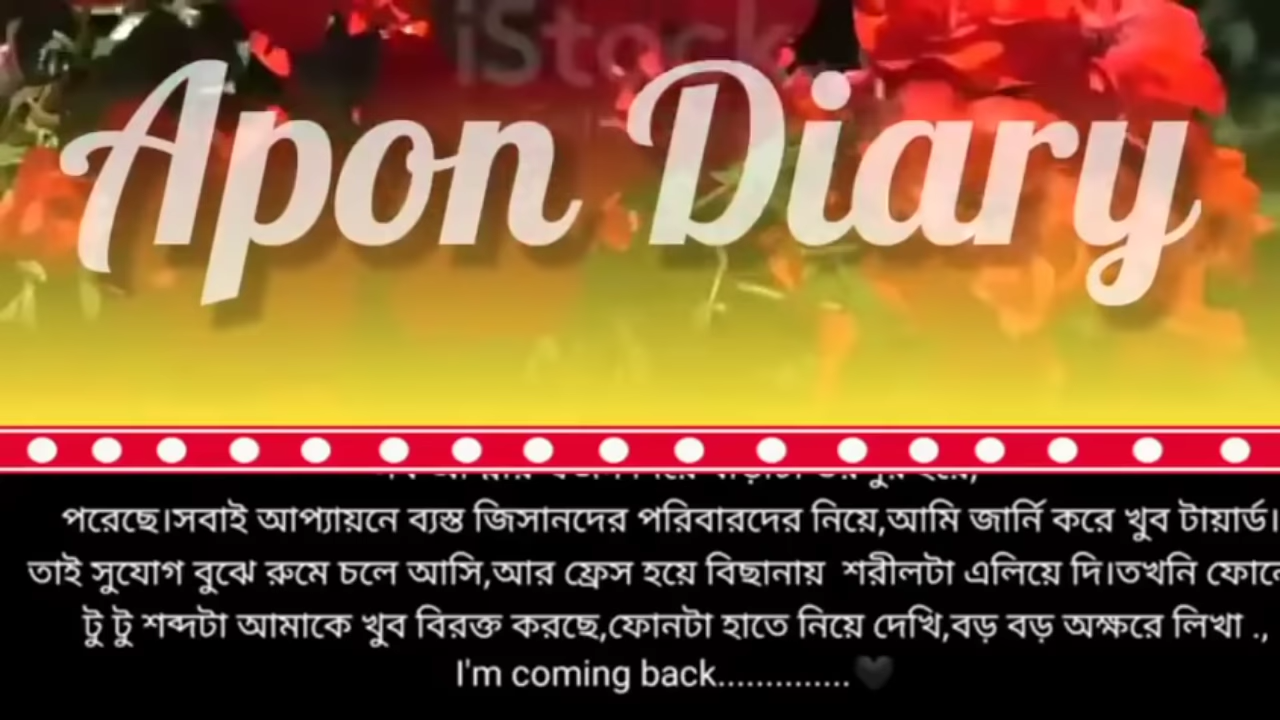 iStock
Apon Diary
পরেছে।সবাই আপ্যায়নে ব্যস্ত জিসানদের পরিবারদের নিয়ে,আমি জার্নি করে খুব টায়ার্ড।
তাই সুযোগ বুঝে রুমে চলে আসি,আর ফ্রেস হয়ে বিছানায় শরীলটা এলিয়ে দি।তখনি ফোনে
টু টু শব্দটা আমাকে খুব বিরক্ত করছে,ফোনটা হাতে নিয়ে দেখি,বড় বড় অক্ষরে লিখা .,
I'm coming back..............🖤